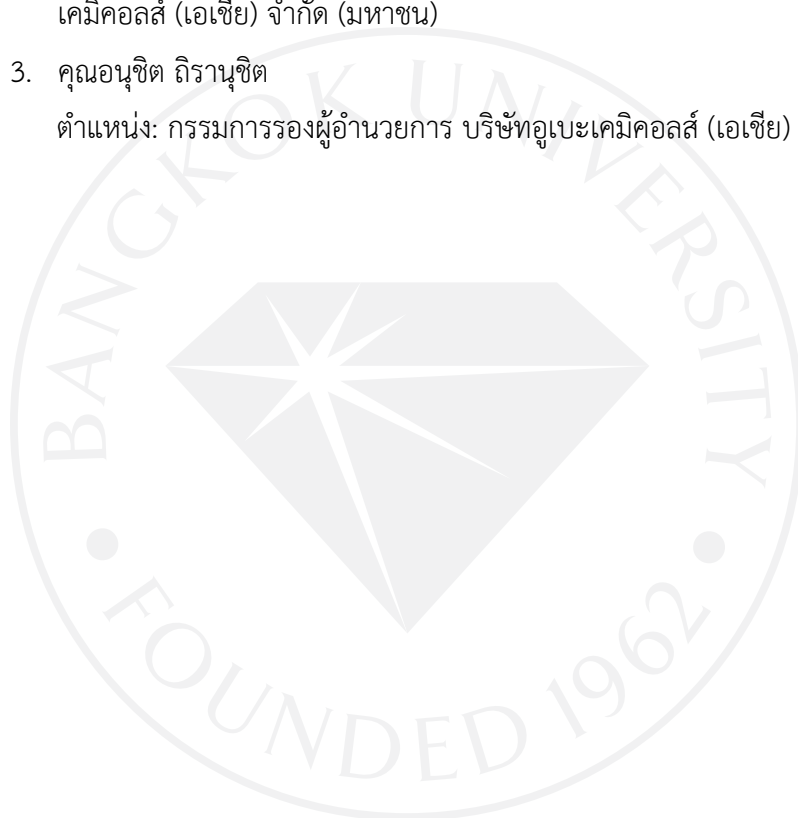 เคมิคอลส์ (เอเชีย) จำกัด (มหาชน)
3. คุณอนุชิต ถิรานุชิต
ตำแหน่ง: กรรมการรองผู้อำนวยการ บริษัทอูเบะเคมิคอลส์ (เอเชีย)
BANGKOK UNIVERSITY
FOUNDED 1962